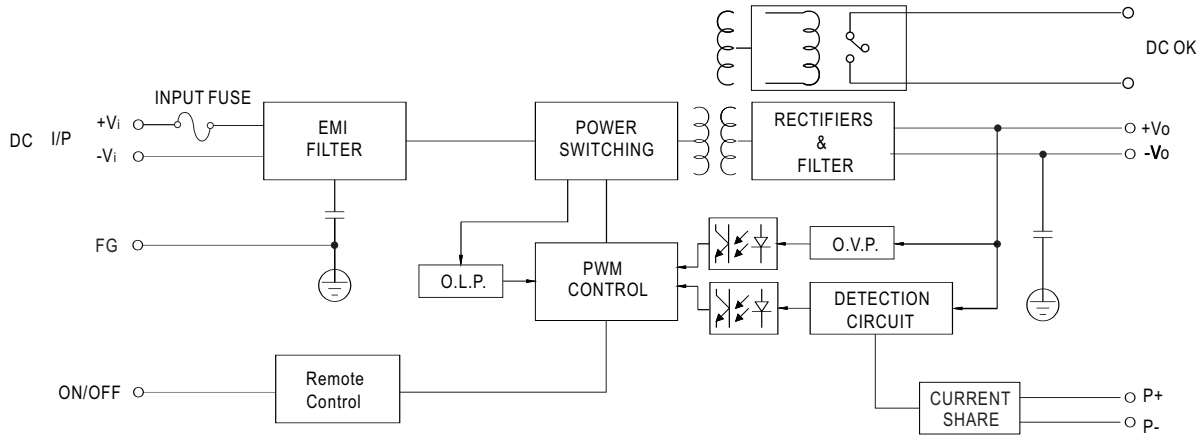 DC OK
INPUT FUSE
DC I/P
+Vi
-Vi
EMI
FILTER
POWER
SWITCHING
RECTIFIERS
&
FILTER
+Vo
-Vo
FG
O.L.P.
PWM
CONTROL
O.V.P.
DETECTION
CIRCUIT
ON/OFF
Remote
Control
CURRENT
SHARE
P+
P-